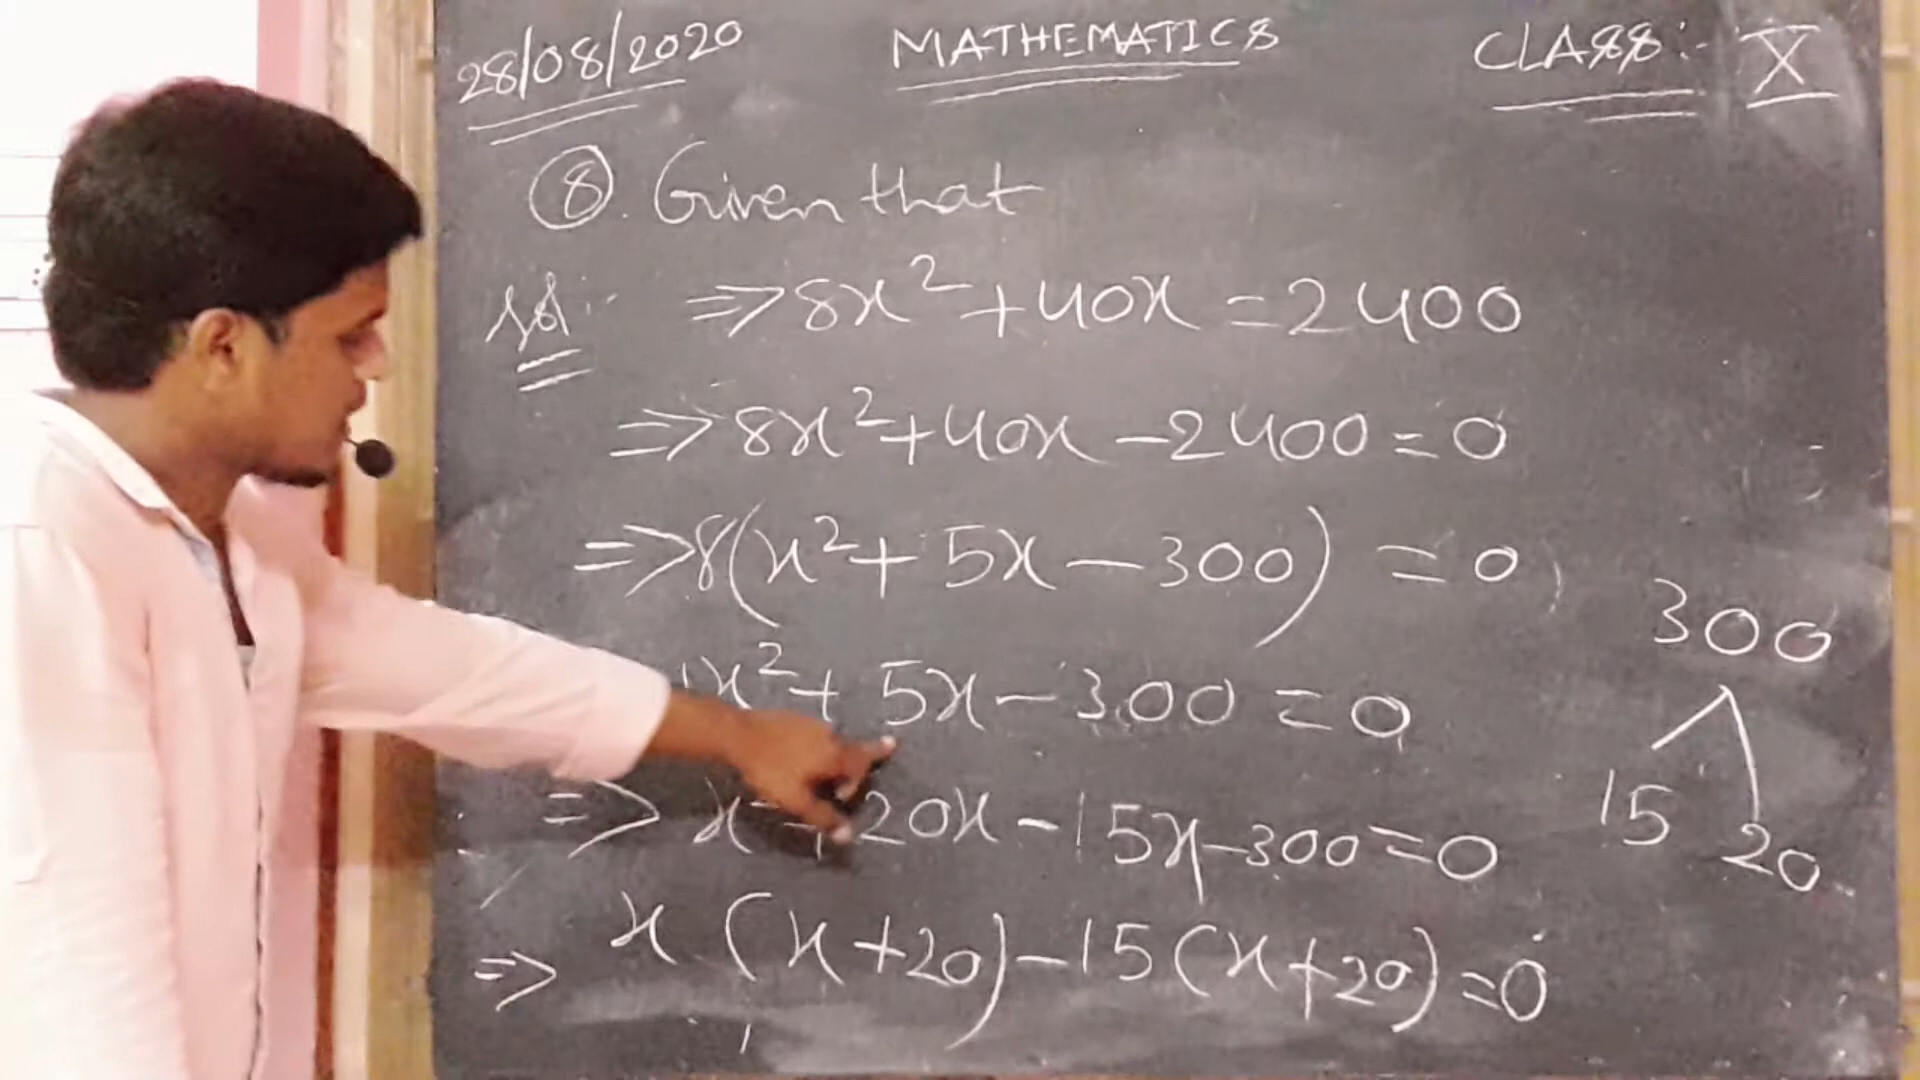 28/08/2020 MATHEMATICS CLASS:- X
⑧. Given that
Sol:- => 8x² + 40x = 2400
=> 8x² + 40x - 2400 = 0
=> 8(x² + 5x - 300) = 0
x² + 5x - 300 = 0
=> x² + 20x - 15x - 300 = 0
=> x (x + 20) - 15 (x + 20) = 0
300
15 20